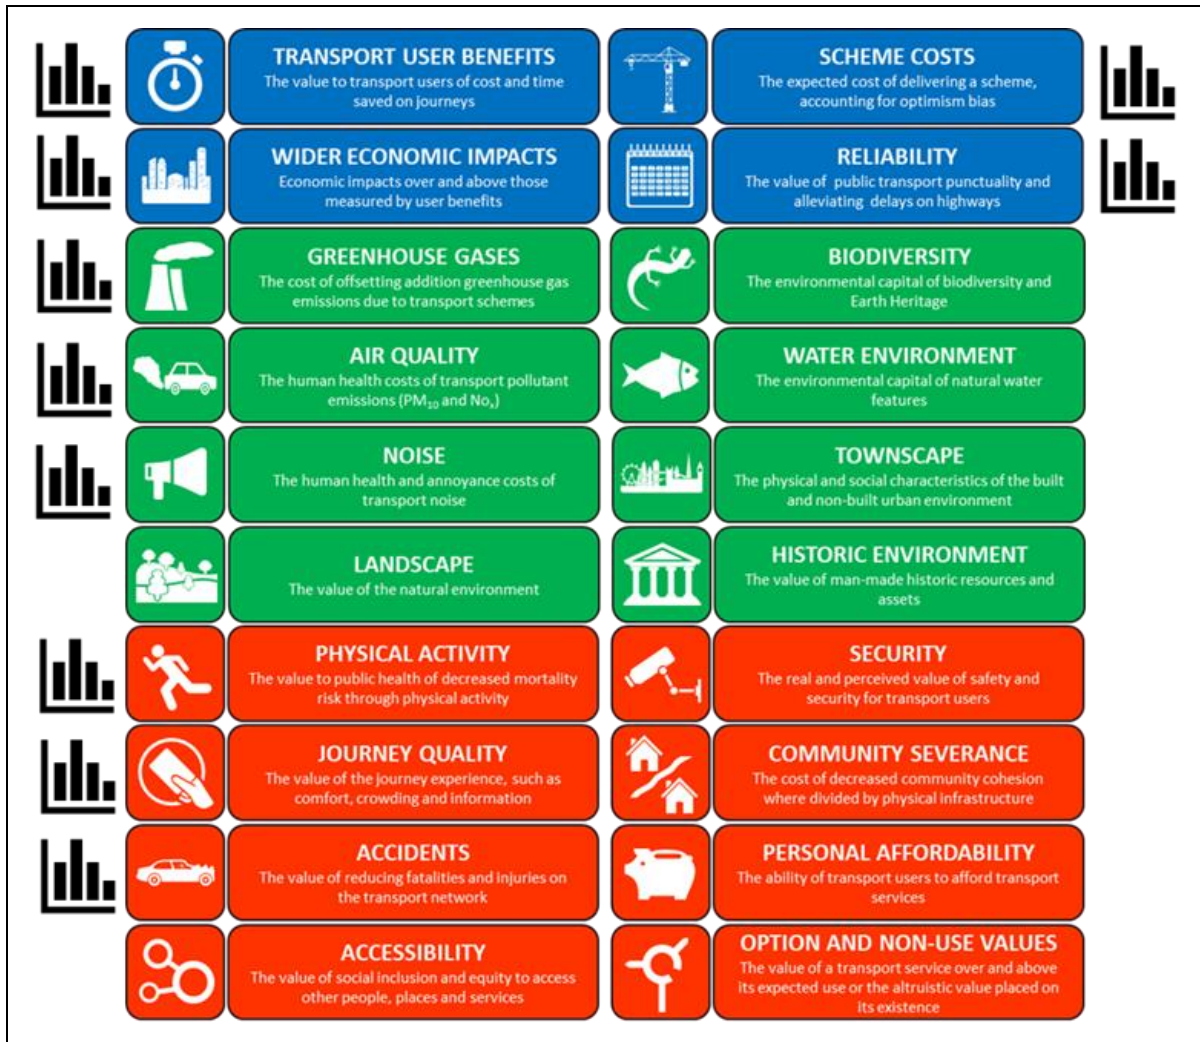 TRANSPORT USER BENEFITS
The value to transport users of cost and time
saved on journeys
SCHEME COSTS
The expected cost of delivering a scheme,
accounting for optimism bias
WIDER ECONOMIC IMPACTS
Economic impacts over and above those
measured by user benefits
RELIABILITY
The value of public transport punctuality and
alleviating delays on highways
GREENHOUSE GASES
The cost of offsetting addition greenhouse gas
emissions due to transport schemes
BIODIVERSITY
The environmental capital of biodiversity and
Earth Heritage
AIR QUALITY
The human health costs of transport pollutant
emissions (PM₁₀ and Noₓ)
WATER ENVIRONMENT
The environmental capital of natural water
features
NOISE
The human health and annoyance costs of
transport noise
TOWNSCAPE
The physical and social characteristics of the built
and non-built urban environment
LANDSCAPE
The value of the natural environment
HISTORIC ENVIRONMENT
The value of man-made historic resources and
assets
PHYSICAL ACTIVITY
The value to public health of decreased mortality
risk through physical activity
SECURITY
The real and perceived value of safety and
security for transport users
JOURNEY QUALITY
The value of the journey experience, such as
comfort, crowding and information
COMMUNITY SEVERANCE
The cost of decreased community cohesion
where divided by physical infrastructure
ACCIDENTS
The value of reducing fatalities and injuries on
the transport network
PERSONAL AFFORDABILITY
The ability of transport users to afford transport
services
ACCESSIBILITY
The value of social inclusion and equity to access
other people, places and services
OPTION AND NON-USE VALUES
The value of a transport service over and above
its expected use or the altruistic value placed on
its existence